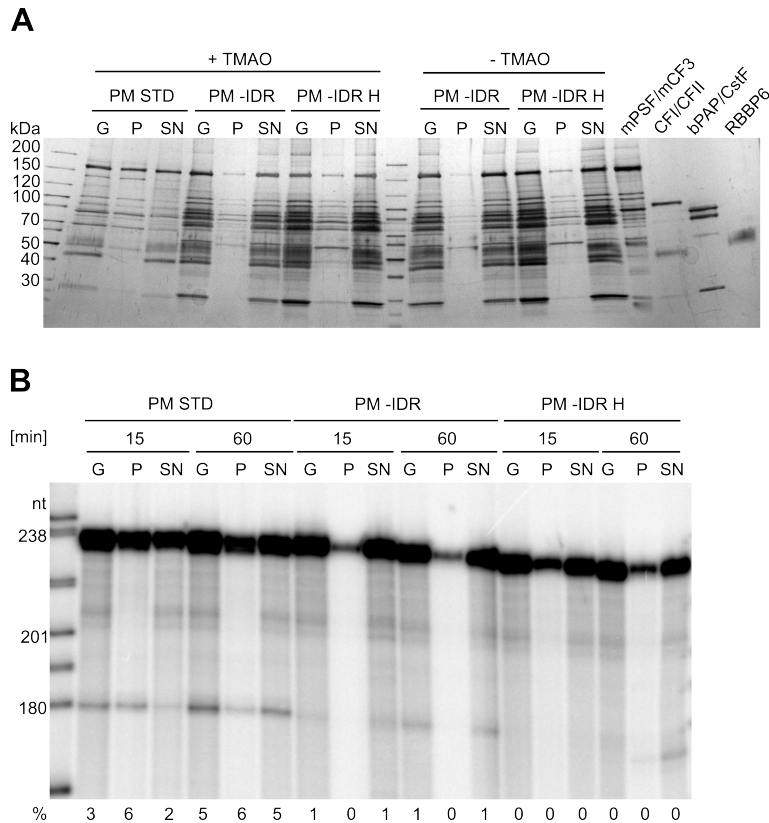 A
+ TMAO - TMAO
PM STD PM -IDR PM -IDR H PM -IDR PM -IDR H
mPSF/mCF3 CFI/CFII bPAP/CstF RBBP6
kDa G P SN G P SN G P SN G P SN G P SN
200
150
120
100
70
50
40
30
B
PM STD PM -IDR PM -IDR H
[min] 15 60 15 60 15 60
G P SN G P SN G P SN G P SN G P SN G P SN
nt
238
201
180
% 3 6 2 5 6 5 1 0 1 1 0 1 0 0 0 0 0 0